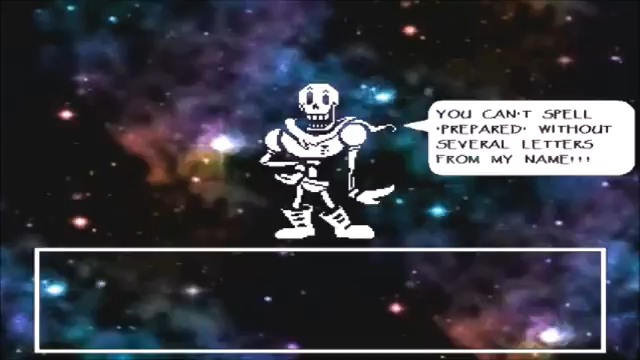 YOU CAN'T SPELL
'PREPARED' WITHOUT
SEVERAL LETTERS
FROM MY NAME!!!